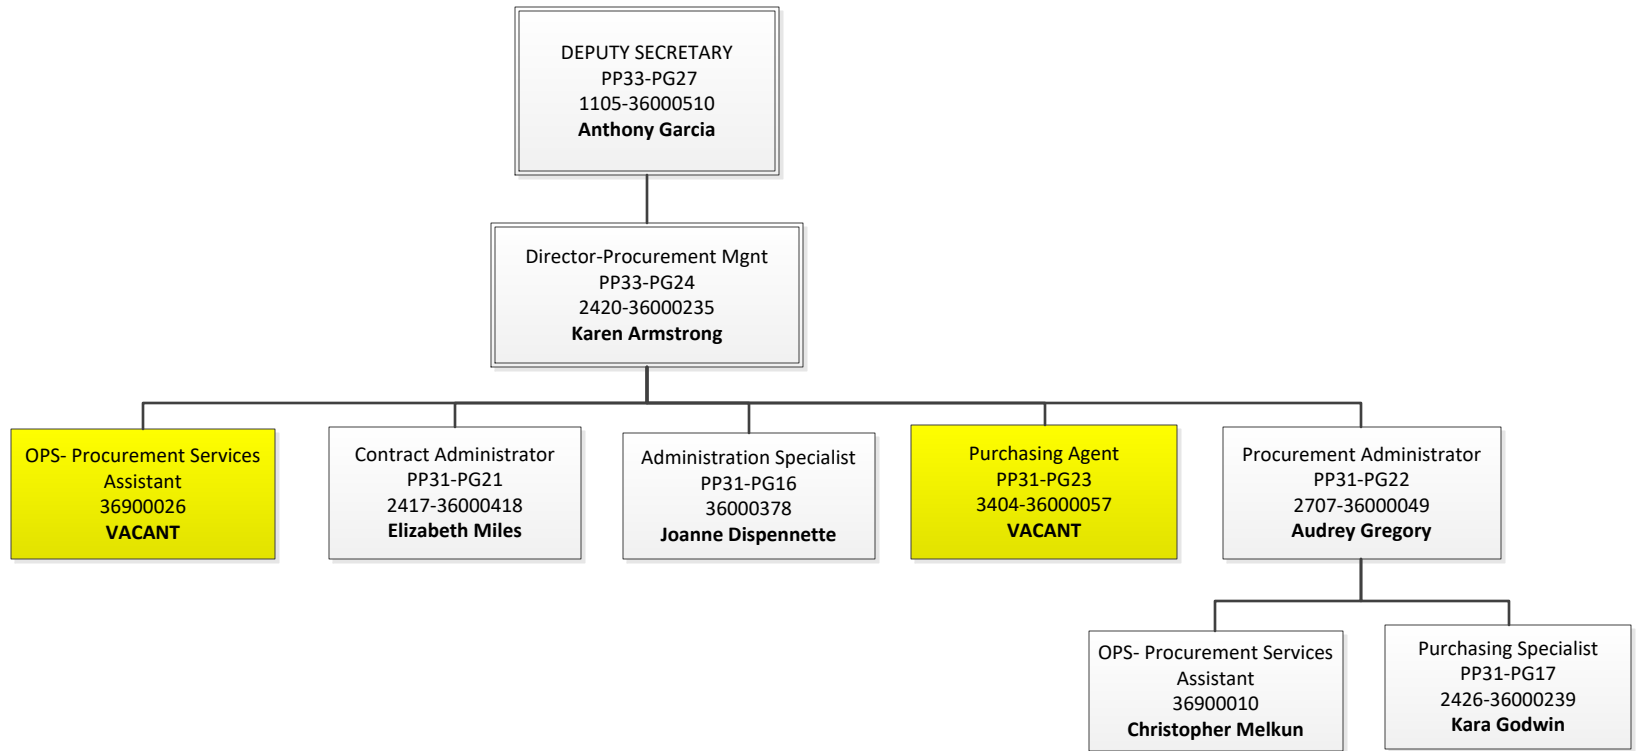 DEPUTY SECRETARY
PP33-PG27
1105-36000510
Anthony Garcia
Director-Procurement Mgnt
PP33-PG24
2420-36000235
Karen Armstrong
OPS- Procurement Services
Assistant
36900026
VACANT
Contract Administrator
PP31-PG21
2417-36000418
Elizabeth Miles
Administration Specialist
PP31-PG16
36000378
Joanne Dispennette
Purchasing Agent
PP31-PG23
3404-36000057
VACANT
Procurement Administrator
PP31-PG22
2707-36000049
Audrey Gregory
OPS- Procurement Services
Assistant
36900010
Christopher Melkun
Purchasing Specialist
PP31-PG17
2426-36000239
Kara Godwin